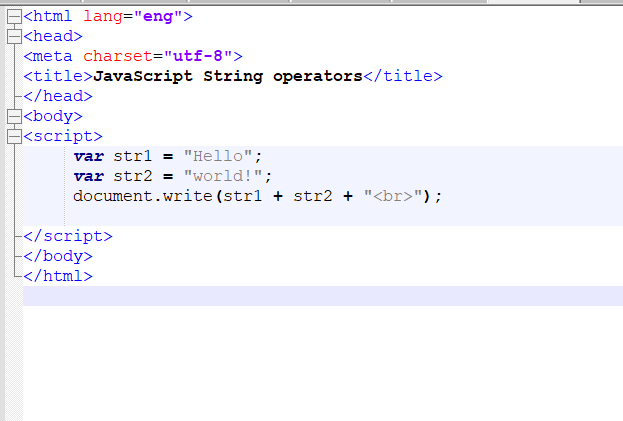 <html lang="eng">
<head>
<meta charset="utf-8">
<title>JavaScript String operators</title>
</head>
<body>
<script>
var str1 = "Hello";
var str2 = "world!";
document.write(str1 + str2 + "<br>");
</script>
</body>
</html>